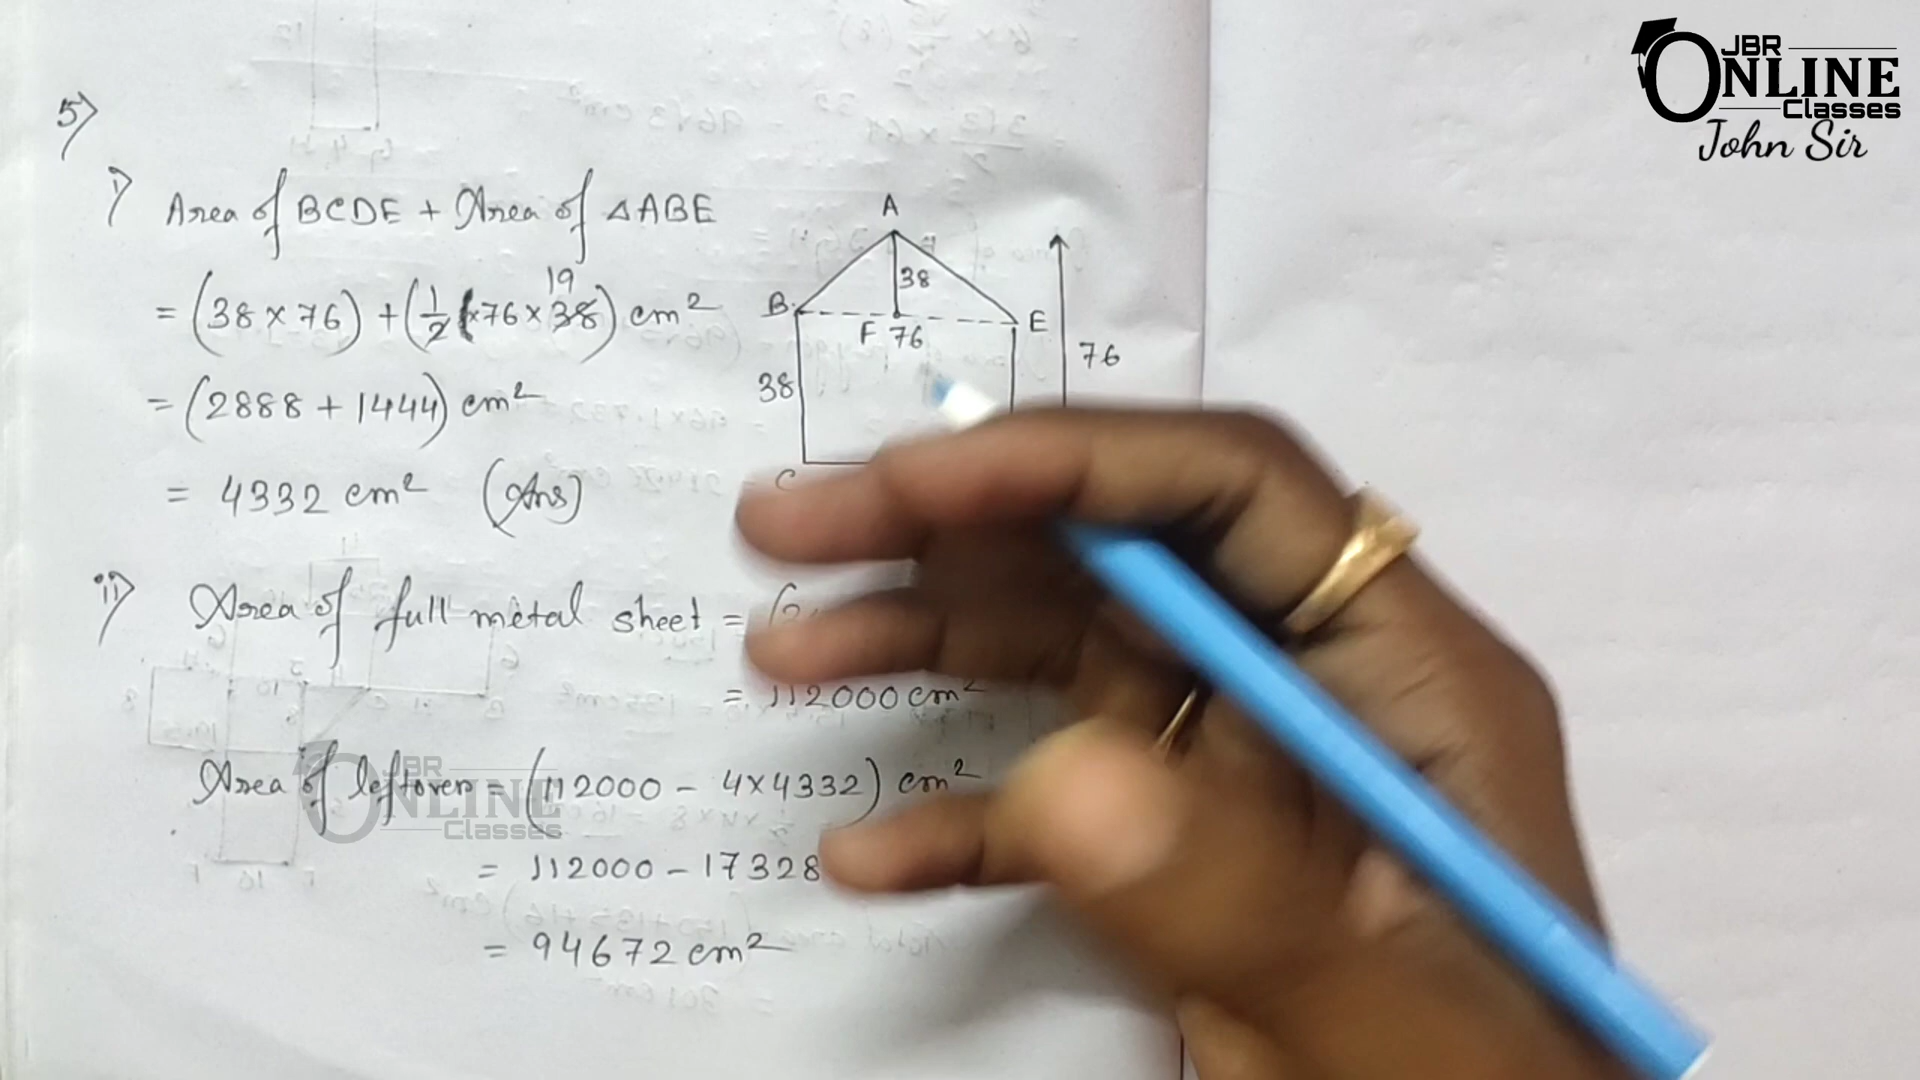 JBR
ONLINE
Classes
John Sir
5)
i) Area of BCDE + Area of △ABE
= (38 × 76) + (1/2 × 76 × 38) cm²
19
= (2888 + 1444) cm²
= 4332 cm² (Ans)
A
38
B
E
F 76
76
38
C
ii) Area of full metal sheet = (
= 112000 cm²
Area of leftover = (112000 - 4×4332) cm²
= 112000 - 17328
= 94672 cm²
JBR
ONLINE
Classes